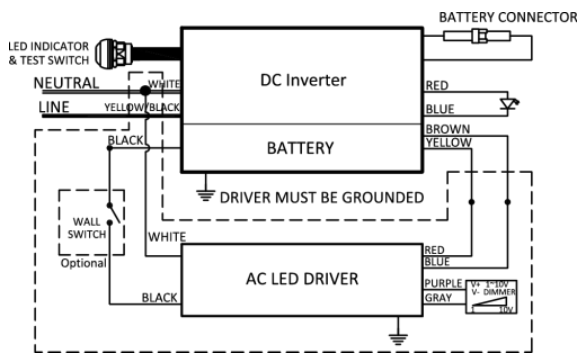 BATTERY CONNECTOR
LED INDICATOR
& TEST SWITCH
NEUTRAL
WHITE
DC Inverter
RED
LINE
YELLOW/BLACK
BLUE
BROWN
BLACK
BATTERY
YELLOW
DRIVER MUST BE GROUNDED
WALL
SWITCH
Optional
WHITE
RED
BLUE
AC LED DRIVER
PURPLE
V+ 1~10V
BLACK
GRAY
V- DIMMER
1 10V